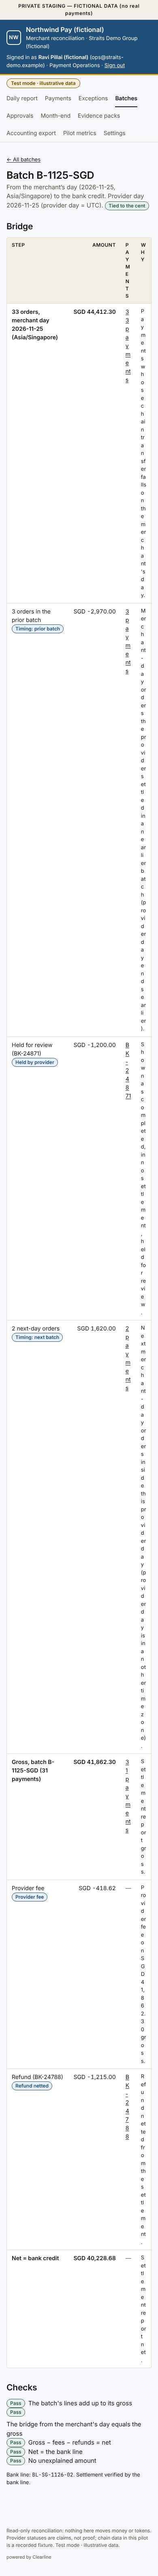 PRIVATE STAGING — FICTIONAL DATA (no real payments)
NW
Northwind Pay (fictional)
Merchant reconciliation · Straits Demo Group (fictional)
Signed in as Ravi Pillai (fictional) (ops@straits-demo.example) · Payment Operations · Sign out
Test mode · illustrative data
Daily report Payments Exceptions Batches
Approvals Month-end Evidence packs
Accounting export Pilot metrics Settings
← All batches
Batch B-1125-SGD
From the merchant's day (2026-11-25, Asia/Singapore) to the bank credit. Provider day 2026-11-25 (provider day = UTC). Tied to the cent
Bridge
STEP AMOUNT PAYMENTS WHY
33 orders, merchant day 2026-11-25 (Asia/Singapore) SGD 44,412.30 33 payments Payments whose chain transfer falls on the merchant's day.
3 orders in the prior batch Timing: prior batch SGD -2,970.00 3 payments Merchant-day orders the provider settled in an earlier batch (provider day ends earlier).
Held for review (BK-24871) Held by provider SGD -1,200.00 BK-24871 Shown as completed, in no settlement, held for review.
2 next-day orders Timing: next batch SGD 1,620.00 2 payments Next merchant-day orders inside this provider day (provider day is in another time zone).
Gross, batch B-1125-SGD (31 payments) SGD 41,862.30 31 payments Settlement report gross.
Provider fee Provider fee SGD -418.62 — Provider fee on SGD 41,862.30 gross.
Refund (BK-24788) Refund netted SGD -1,215.00 BK-24788 Refund netted from the settlement.
Net = bank credit SGD 40,228.68 — Settlement report net.
Checks
Pass The batch's lines add up to its gross
Pass The bridge from the merchant's day equals the gross
Pass Gross − fees − refunds = net
Pass Net = the bank line
Pass No unexplained amount
Bank line: BL-SG-1126-02. Settlement verified by the bank line.
Read-only reconciliation: nothing here moves money or tokens. Provider statuses are claims, not proof; chain data in this pilot is a recorded fixture. Test mode · illustrative data.
powered by Clearline